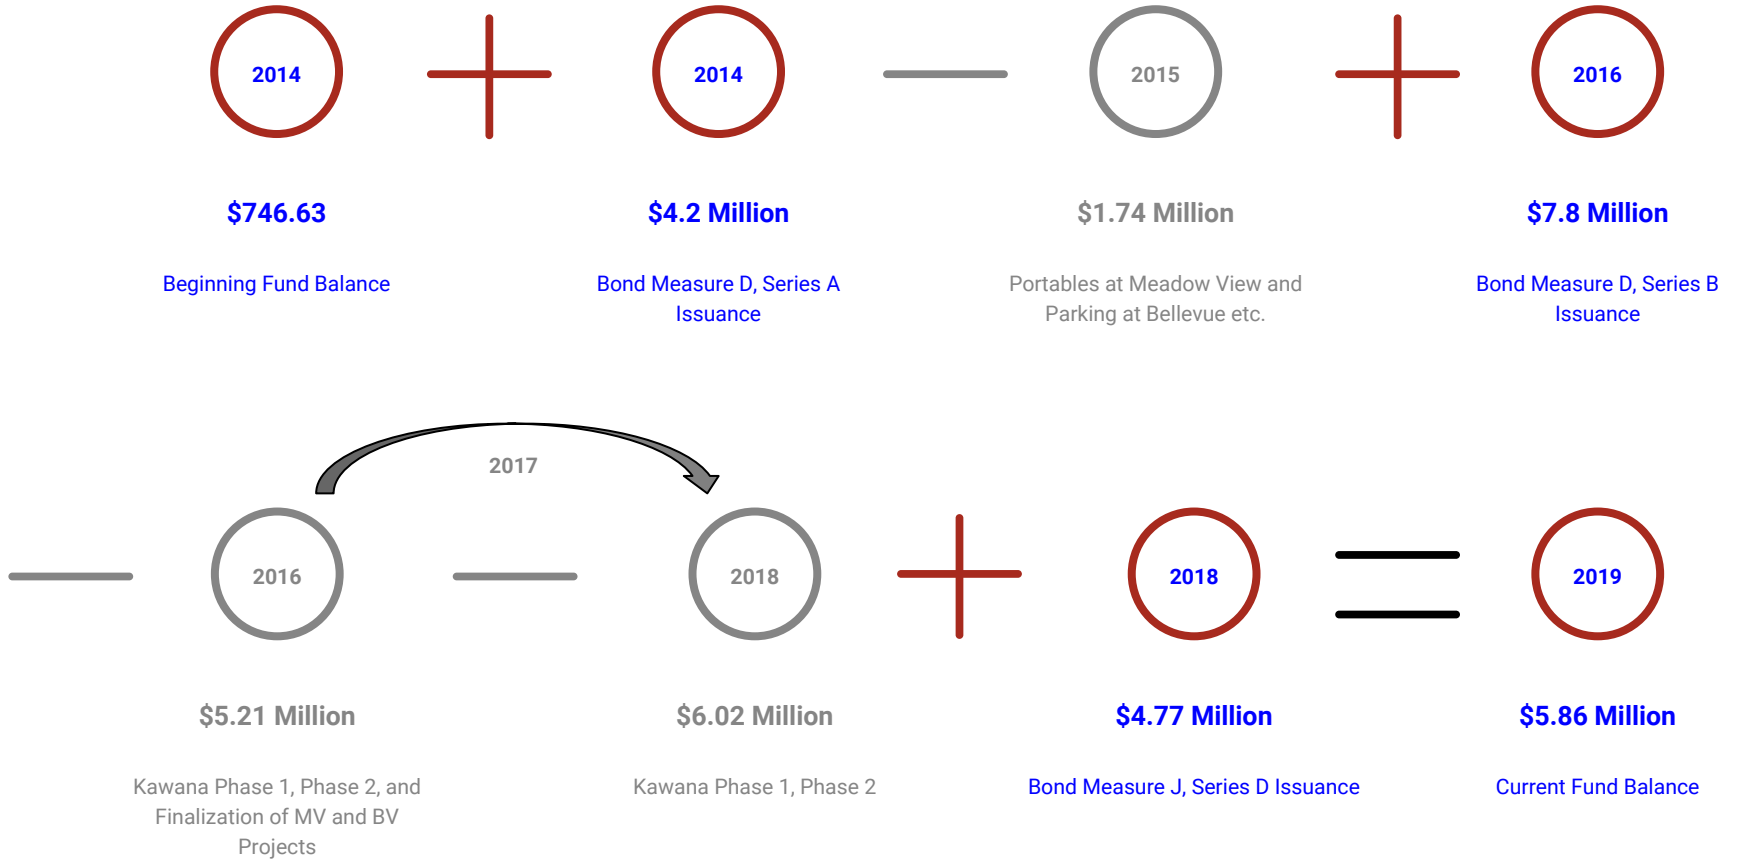 2014
2014
2015
2016
$746.63
$4.2 Million
$1.74 Million
$7.8 Million
Beginning Fund Balance
Bond Measure D, Series A
Issuance
Portables at Meadow View and
Parking at Bellevue etc.
Bond Measure D, Series B
Issuance
2017
2016
2018
2018
2019
$5.21 Million
$6.02 Million
$4.77 Million
$5.86 Million
Kawana Phase 1, Phase 2, and
Finalization of MV and BV
Projects
Kawana Phase 1, Phase 2
Bond Measure J, Series D Issuance
Current Fund Balance